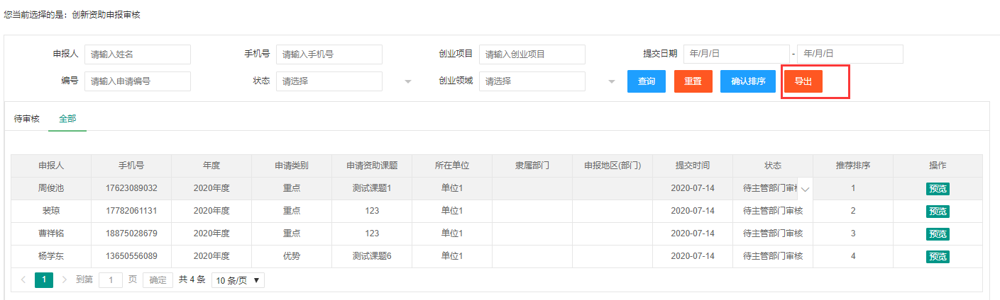 您当前选择的是：创新资助申报审核
申报人 请输入姓名 手机号 请输入手机号 创业项目 请输入创业项目 提交日期 年/月/日 - 年/月/日
编号 请输入申请编号 状态 请选择 创业领域 请选择 查询 重置 确认排序 导出
待审核 全部
申报人 手机号 年度 申请类别 申请资助课题 所在单位 隶属部门 申报地区(部门) 提交时间 状态 推荐排序 操作
周俊池 17623089032 2020年度 重点 测试课题1 单位1 2020-07-14 待主管部门审 1 预览
裴琼 17782061131 2020年度 重点 123 单位1 2020-07-14 待主管部门审核 2 预览
曹祥铭 18875028679 2020年度 重点 123 单位1 2020-07-14 待主管部门审核 3 预览
杨学东 13650556089 2020年度 优势 测试课题6 单位1 2020-07-14 待主管部门审核 4 预览
1 到第 1 页 确定 共 4 条 10 条/页